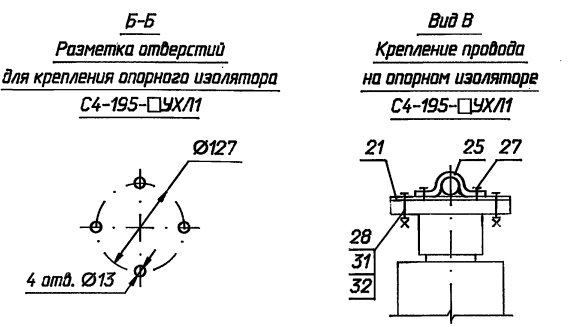 Б-Б
Разметка отверстий
для крепления опорного изолятора
С4-195-□УХЛ1
Ø127
4 отв. Ø13
Вид В
Крепление провода
на опорном изоляторе
С4-195-□УХЛ1
21
25
27
28
31
32